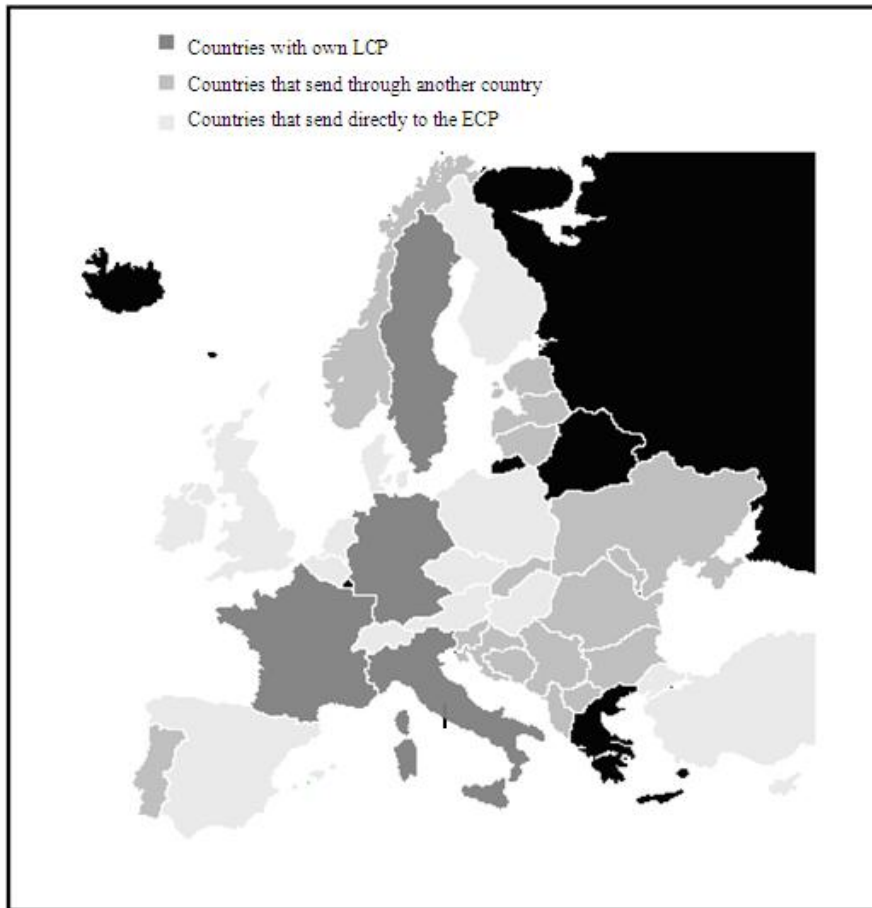 Countries with own LCP
Countries that send through another country
Countries that send directly to the ECP